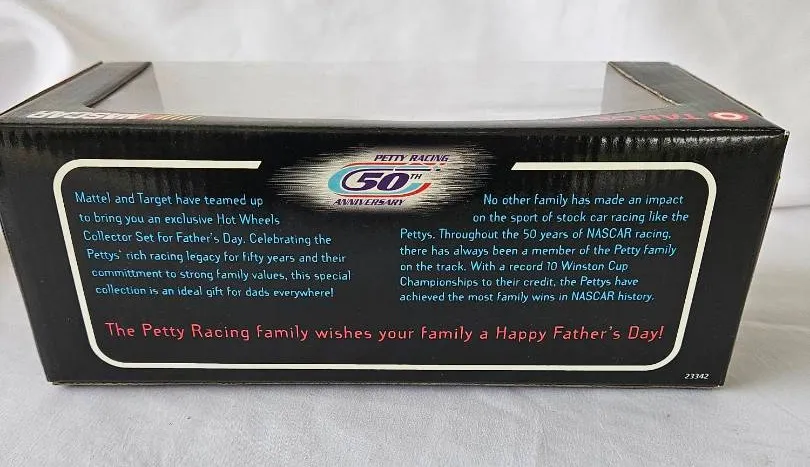 NASCAR
TARGET
PETTY RACING
50TH
ANNIVERSARY
Mattel and Target have teamed up
to bring you an exclusive Hot Wheels
Collector Set for Father's Day. Celebrating the
Pettys' rich racing legacy for fifty years and their
committment to strong family values, this special
collection is an ideal gift for dads everywhere!
No other family has made an impact
on the sport of stock car racing like the
Pettys. Throughout the 50 years of NASCAR racing,
there has always been a member of the Petty family
on the track. With a record 10 Winston Cup
Championships to their credit, the Pettys have
achieved the most family wins in NASCAR history.
The Petty Racing family wishes your family a Happy Father's Day!
23342